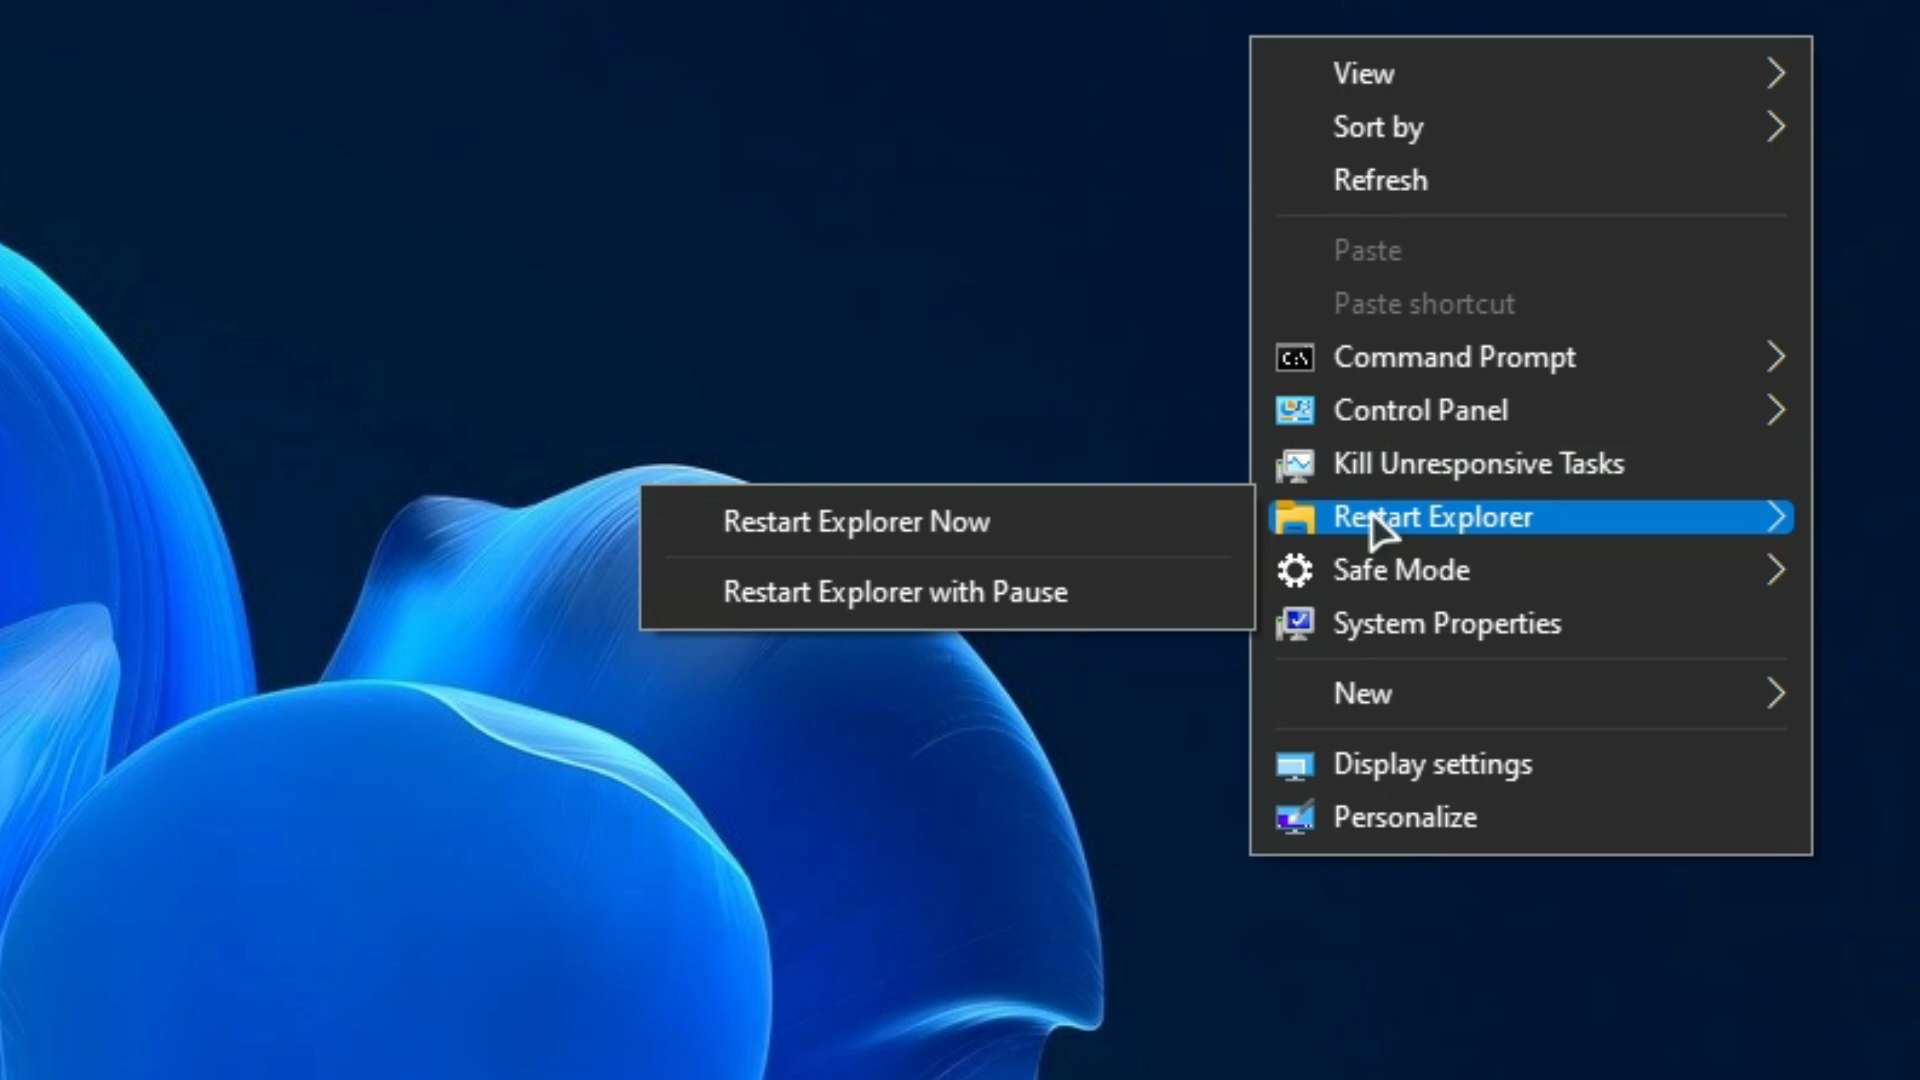 View
Sort by
Refresh
Paste
Paste shortcut
C:\
Command Prompt
Control Panel
Kill Unresponsive Tasks
Restart Explorer
Restart Explorer Now
Restart Explorer with Pause
Safe Mode
System Properties
New
Display settings
Personalize